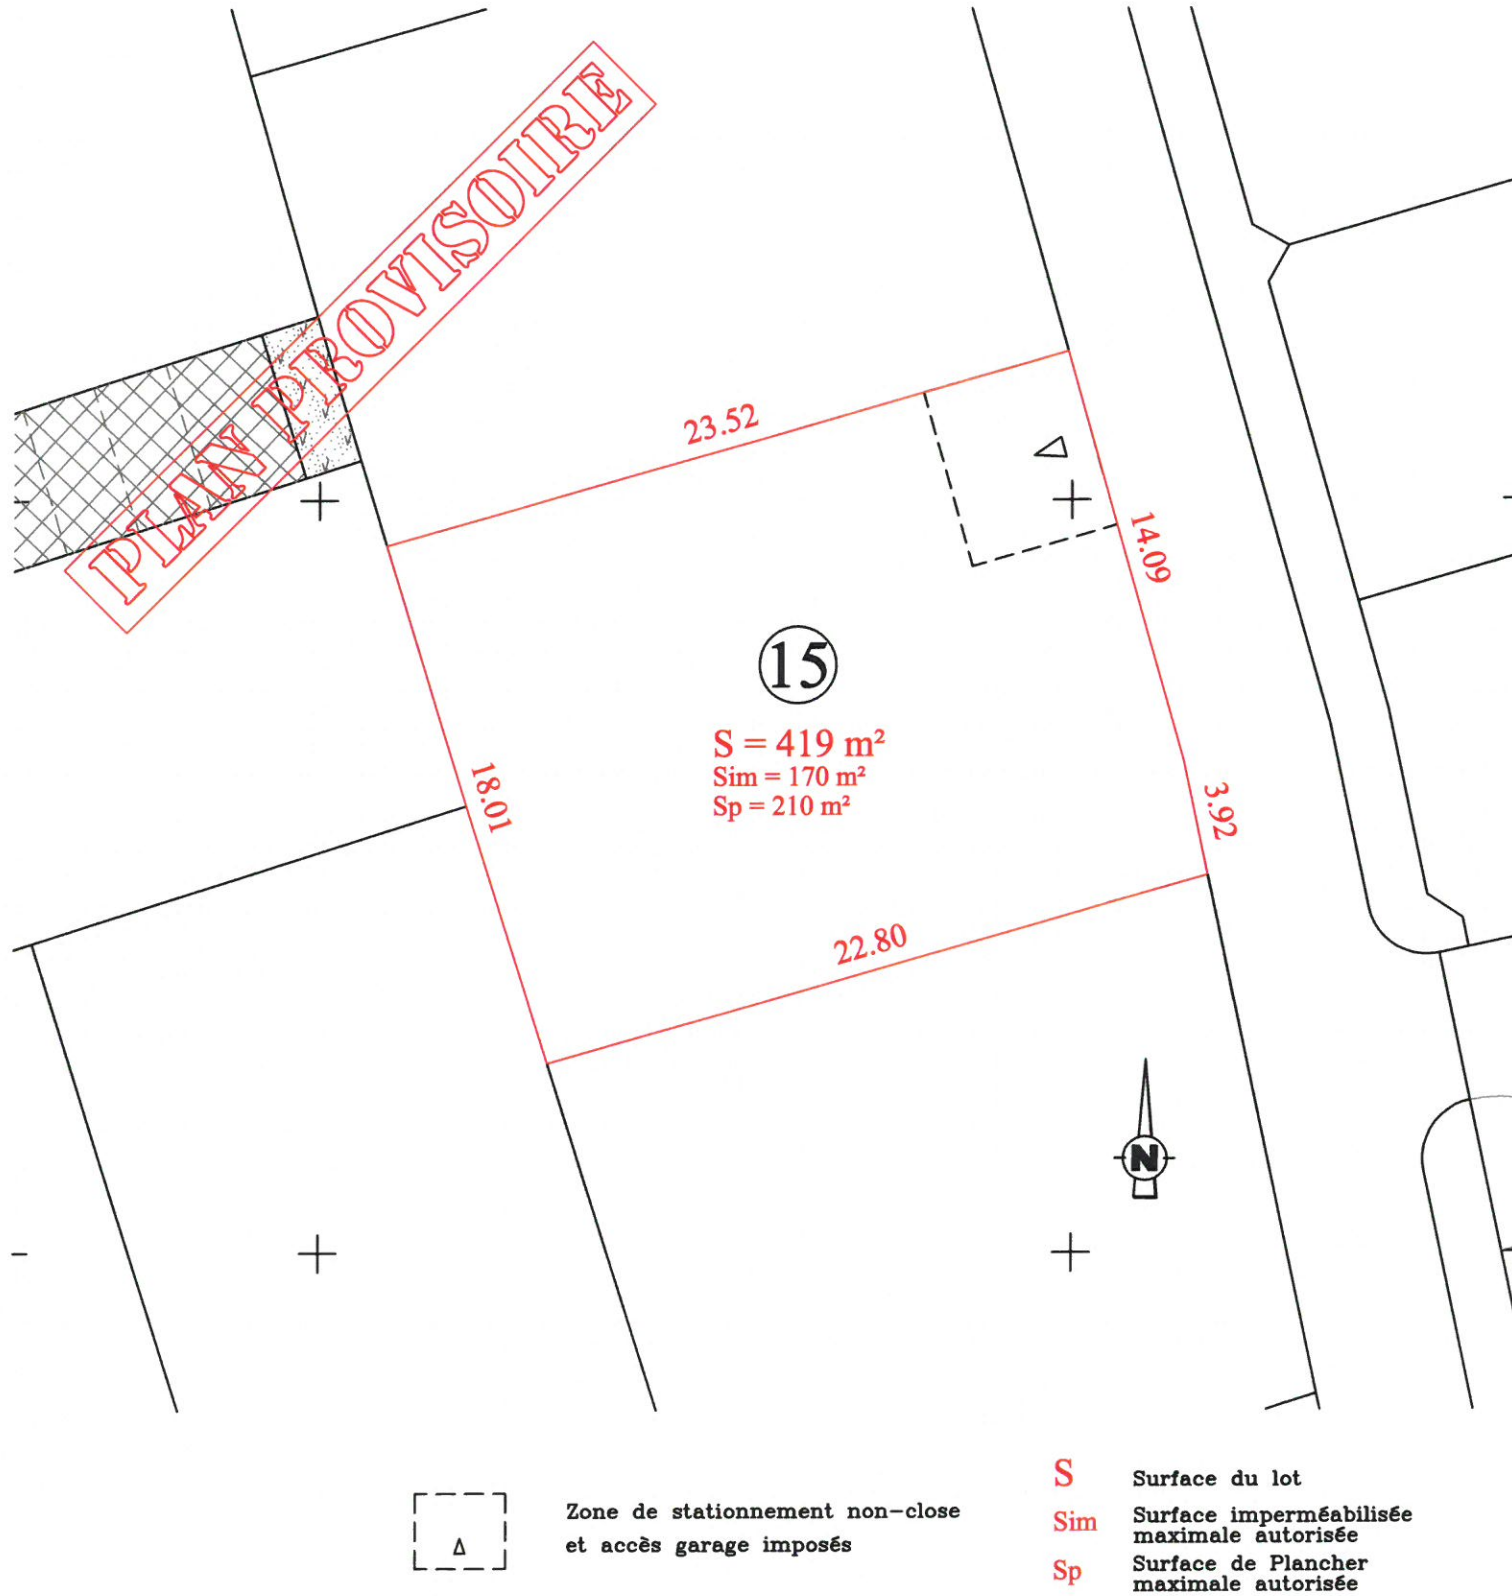 PLAN PROVISOIRE
23.52
14.09
15
S = 419 m²
Sim = 170 m²
Sp = 210 m²
18.01
3.92
22.80
N
S Surface du lot
Zone de stationnement non-close
et accès garage imposés
Sim Surface imperméabilisée
maximale autorisée
Sp Surface de Plancher
maximale autorisée